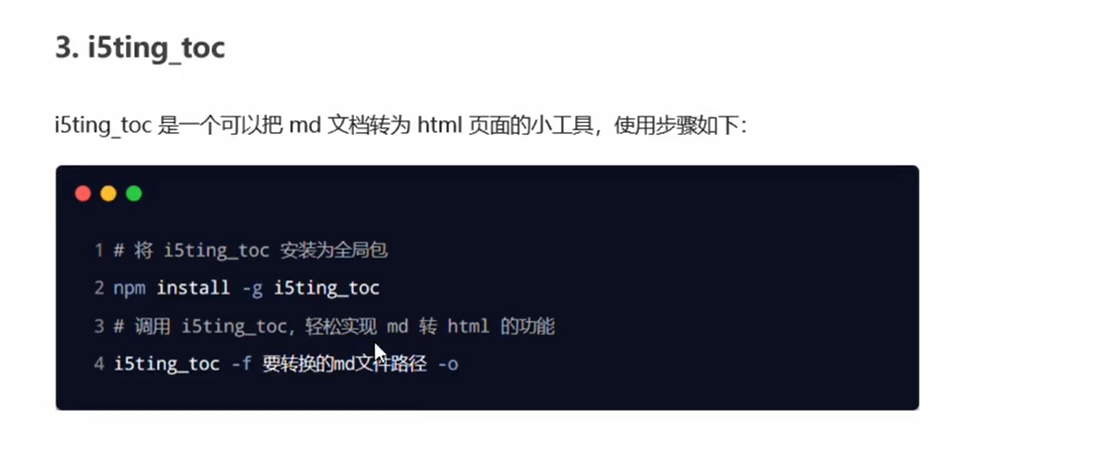 3. i5ting_toc
i5ting_toc 是一个可以把 md 文档转为 html 页面的小工具，使用步骤如下：
1 # 将 i5ting_toc 安装为全局包
2 npm install -g i5ting_toc
3 # 调用 i5ting_toc，轻松实现 md 转 html 的功能
4 i5ting_toc -f 要转换的md文件路径 -o